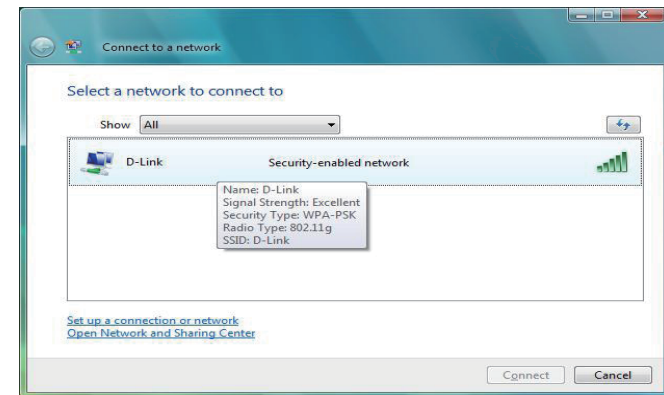 Connect to a network
Select a network to connect to
Show All
D-Link Security-enabled network
Name: D-Link
Signal Strength: Excellent
Security Type: WPA-PSK
Radio Type: 802.11g
SSID: D-Link
Set up a connection or network
Open Network and Sharing Center
Connect Cancel